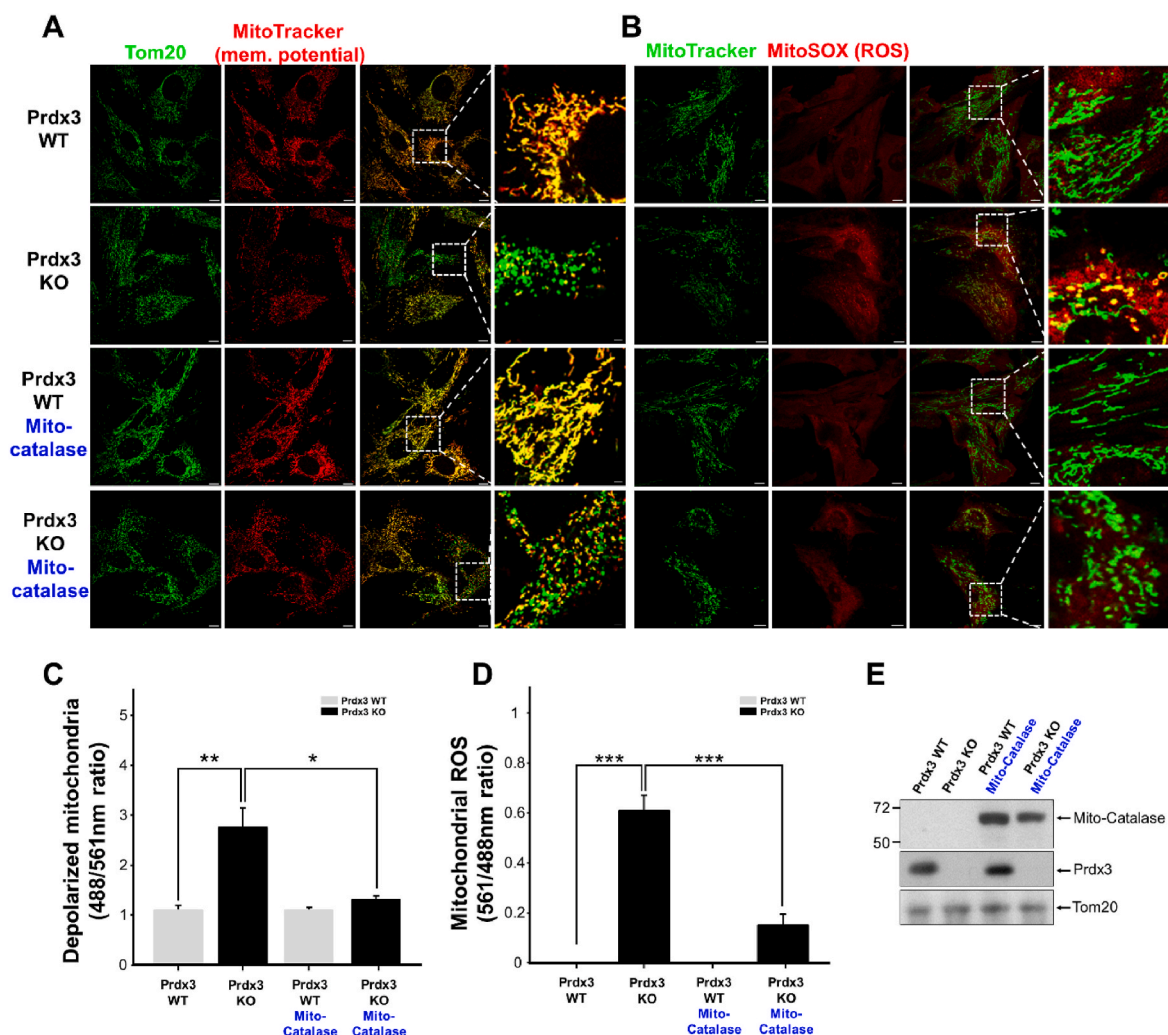 A
Tom20
MitoTracker
(mem. potential)
B
MitoTracker
MitoSOX (ROS)
Prdx3
WT
Prdx3
KO
Prdx3
WT
Mito-
catalase
Prdx3
KO
Mito-
catalase
C
Depolarized mitochondria
(488/561nm ratio)
5
4
3
2
1
0
Prdx3 WT
Prdx3 KO
**
*
Prdx3
WT
Prdx3
KO
Prdx3
WT
Mito-
Catalase
Prdx3
KO
Mito-
Catalase
D
Mitochondrial ROS
(561/488nm ratio)
1
0.8
0.6
0.4
0.2
0
Prdx3 WT
Prdx3 KO
***
***
Prdx3
WT
Prdx3
KO
Prdx3
WT
Mito-
Catalase
Prdx3
KO
Mito-
Catalase
E
Prdx3 WT
Prdx3 KO
Prdx3 WT
Mito-Catalase
Prdx3 KO
Mito-Catalase
72
50
Mito-Catalase
Prdx3
Tom20